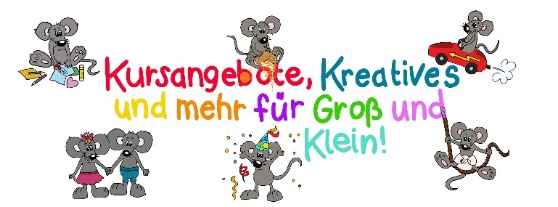 Kursangebote, Kreatives
und mehr für Groß und
Klein!